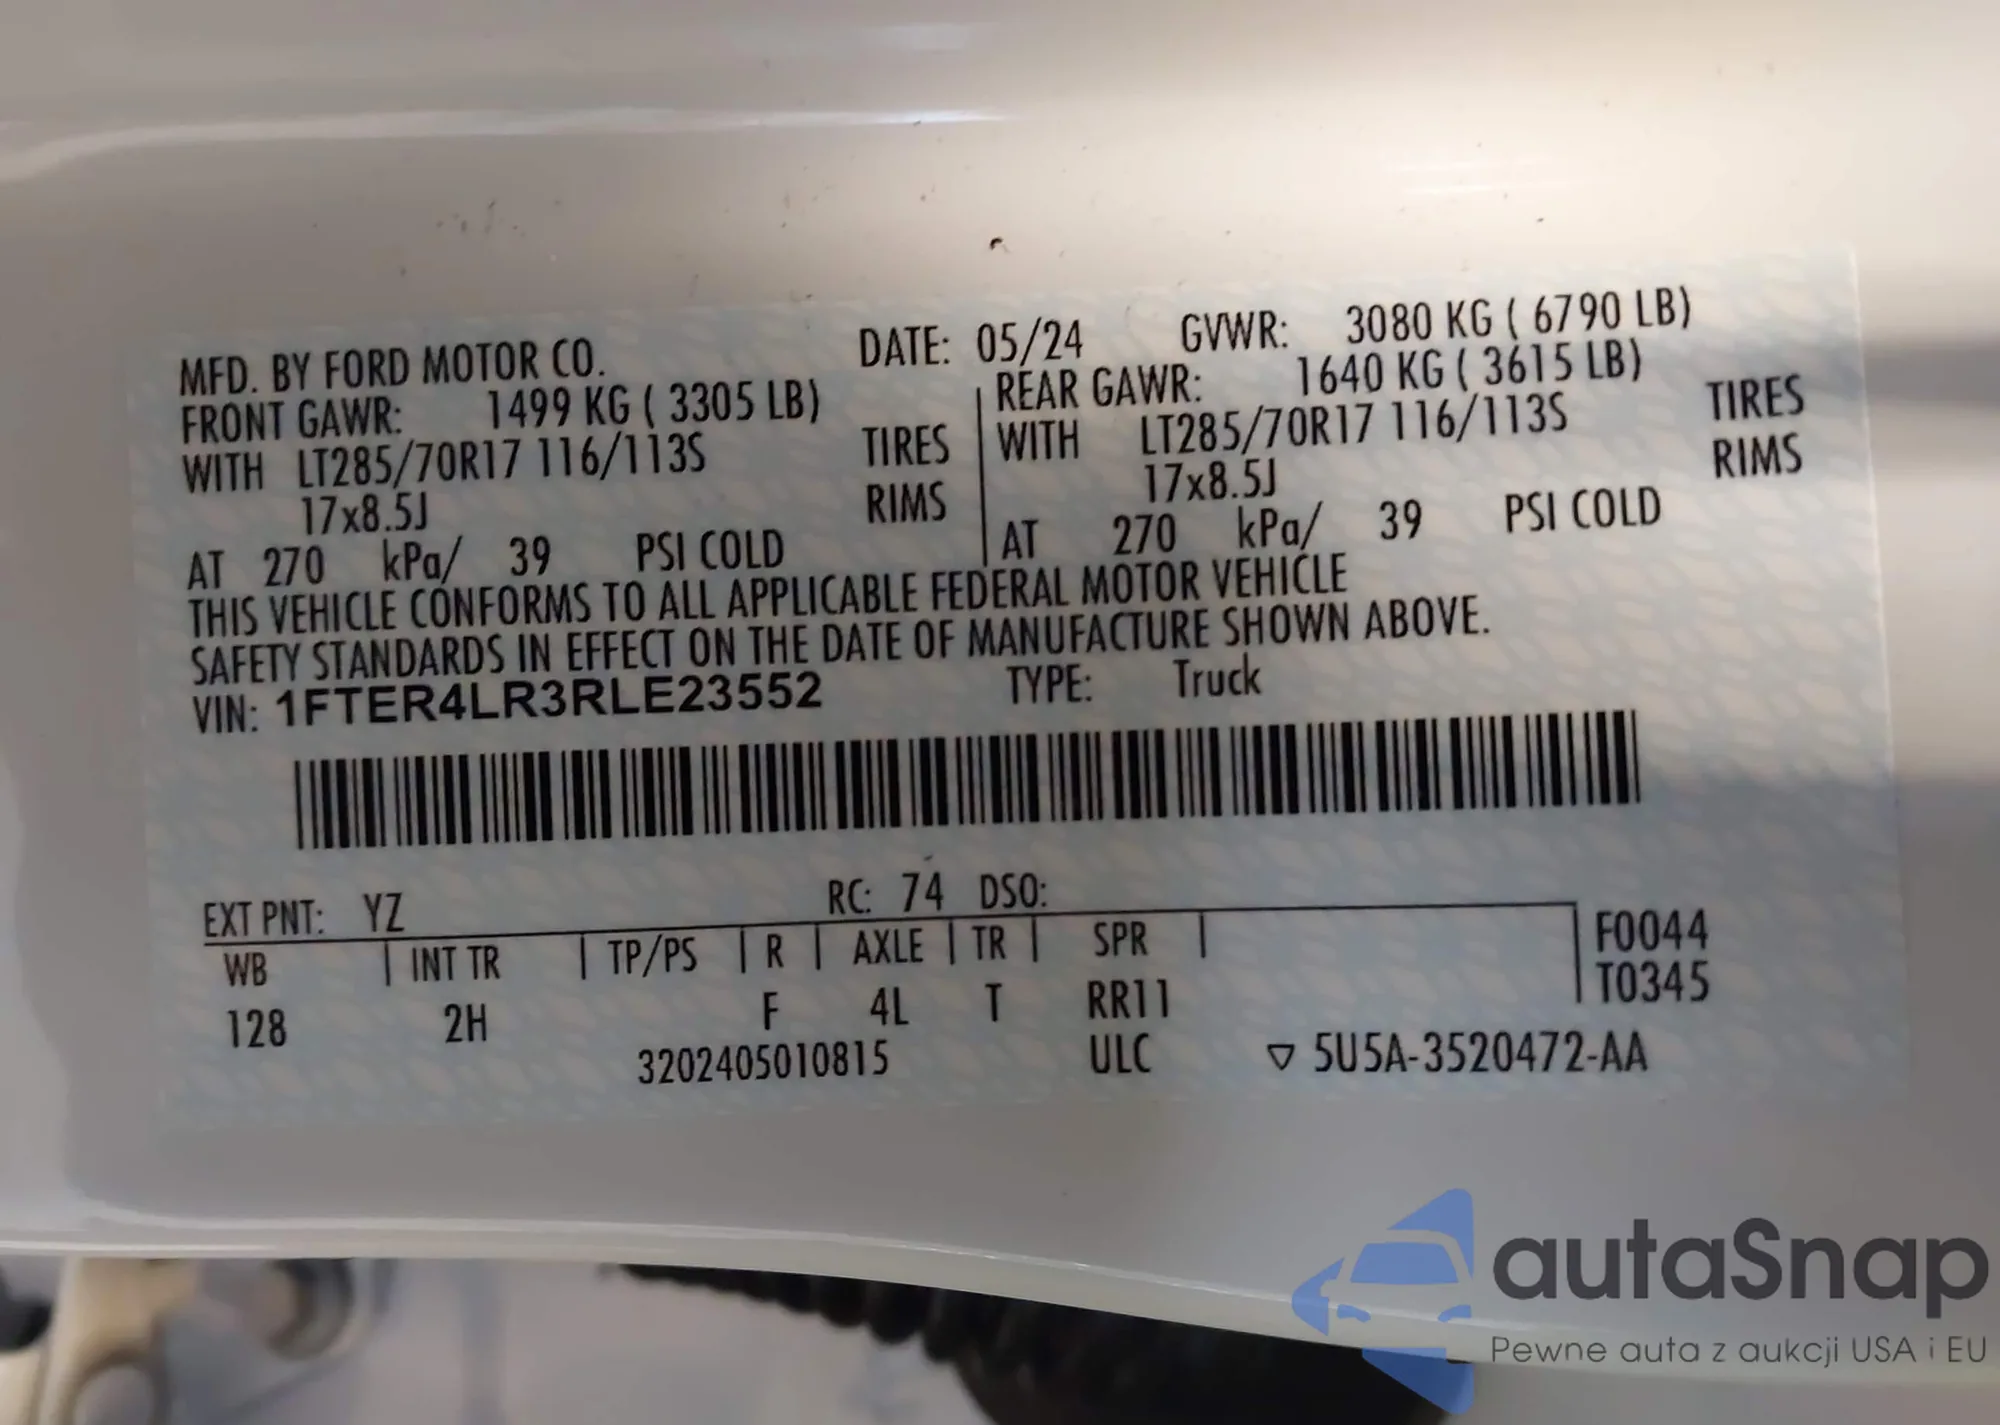 MFD. BY FORD MOTOR CO. DATE: 05/24 GVWR: 3080 KG ( 6790 LB)
FRONT GAWR: 1499 KG ( 3305 LB) REAR GAWR: 1640 KG ( 3615 LB)
WITH LT285/70R17 116/113S TIRES WITH LT285/70R17 116/113S TIRES
17x8.5J RIMS 17x8.5J RIMS
AT 270 kPa/ 39 PSI COLD AT 270 kPa/ 39 PSI COLD
THIS VEHICLE CONFORMS TO ALL APPLICABLE FEDERAL MOTOR VEHICLE
SAFETY STANDARDS IN EFFECT ON THE DATE OF MANUFACTURE SHOWN ABOVE.
VIN: 1FTER4LR3RLE23552 TYPE: Truck
EXT PNT: YZ RC: 74 DSO:
WB INT TR TP/PS R AXLE TR SPR F0044
128 2H F 4L T RR11 T0345
3202405010815 ULC ▽ 5U5A-3520472-AA
autaSnap
Pewne auta z aukcji USA i EU